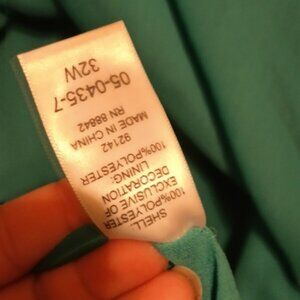 05-0435-7
32W
MADE IN CHINA
RN 88842
92142
SHELL:
100%POLYESTER
EXCLUSIVE OF
DECORATION
LINING:
100%POLYESTER